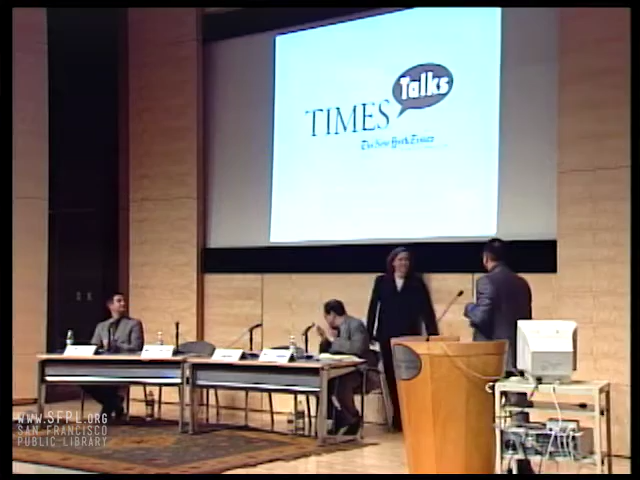 Talks
TIMES
The New York Times
www.SFPL.org
SAN FRANCISCO
PUBLIC LIBRARY